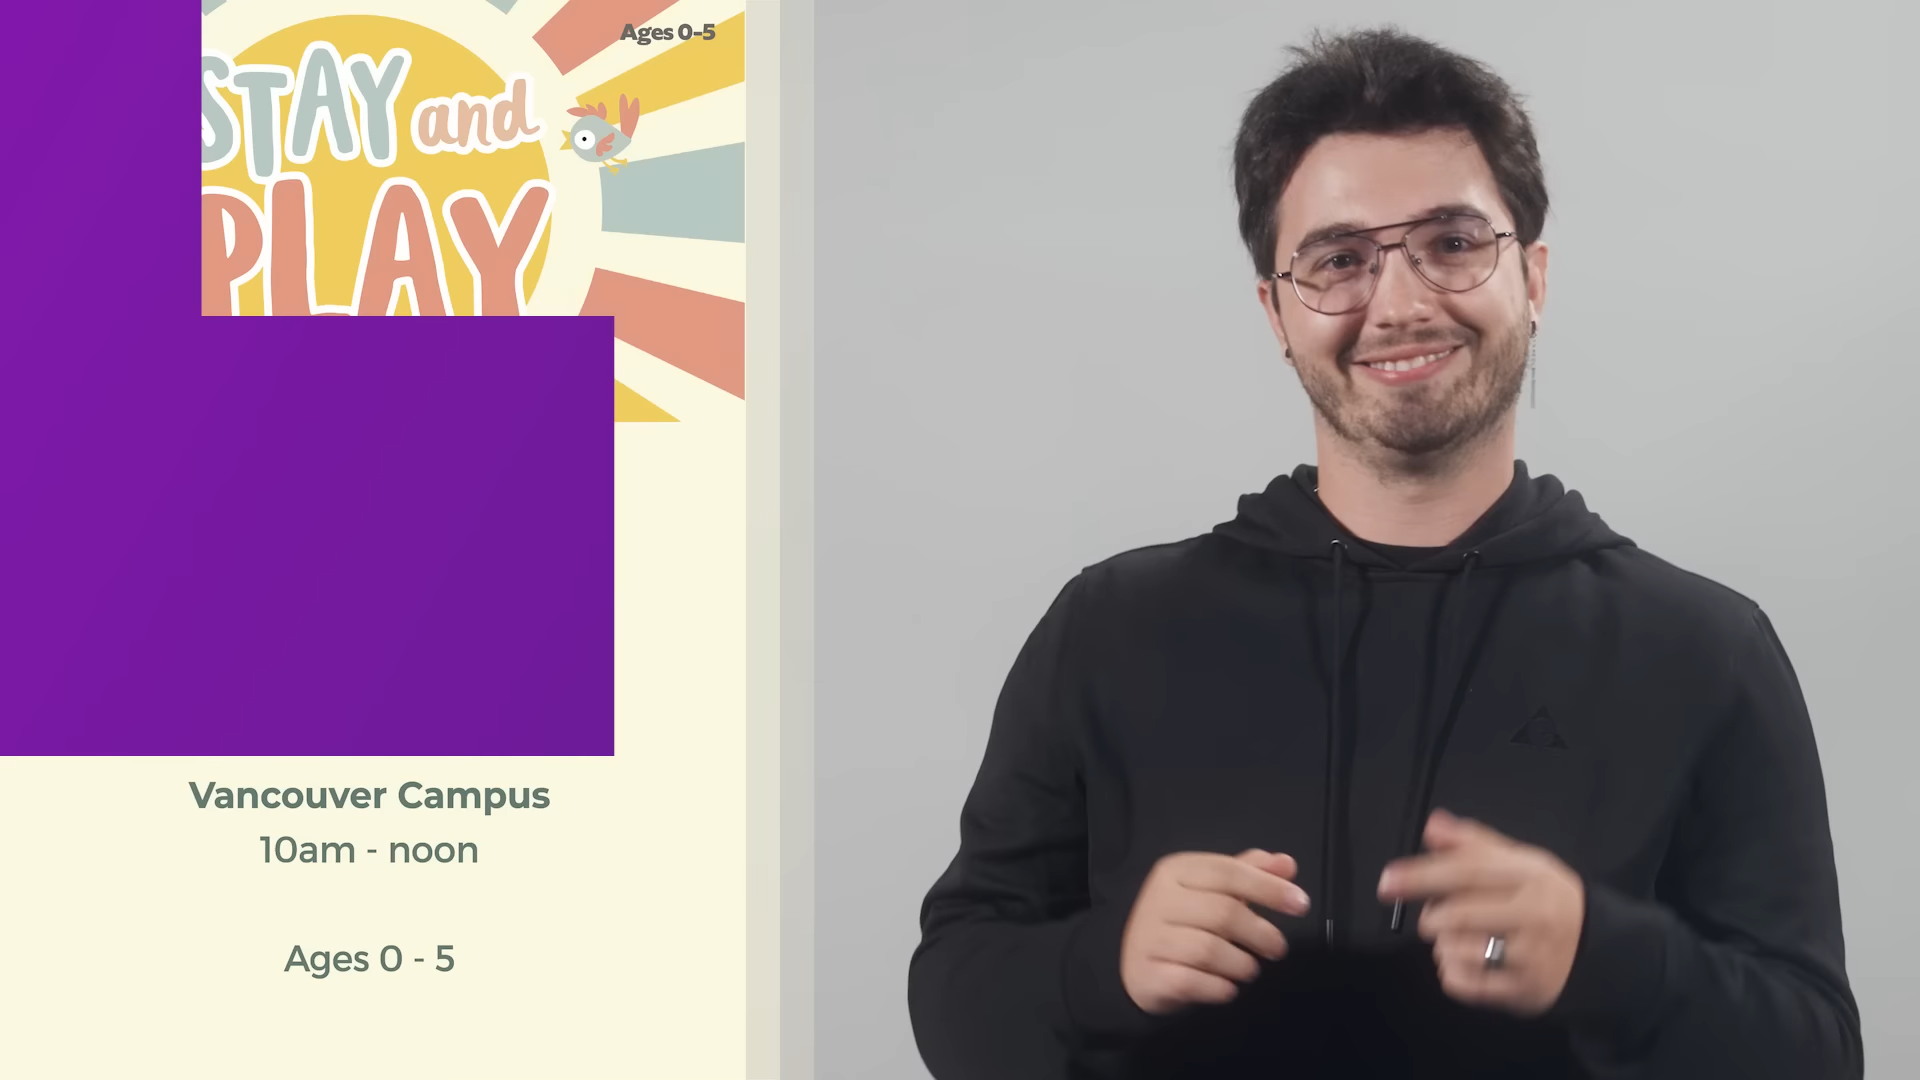 Ages 0-5
STAY and
PLAY
Vancouver Campus
10am - noon
Ages 0 - 5